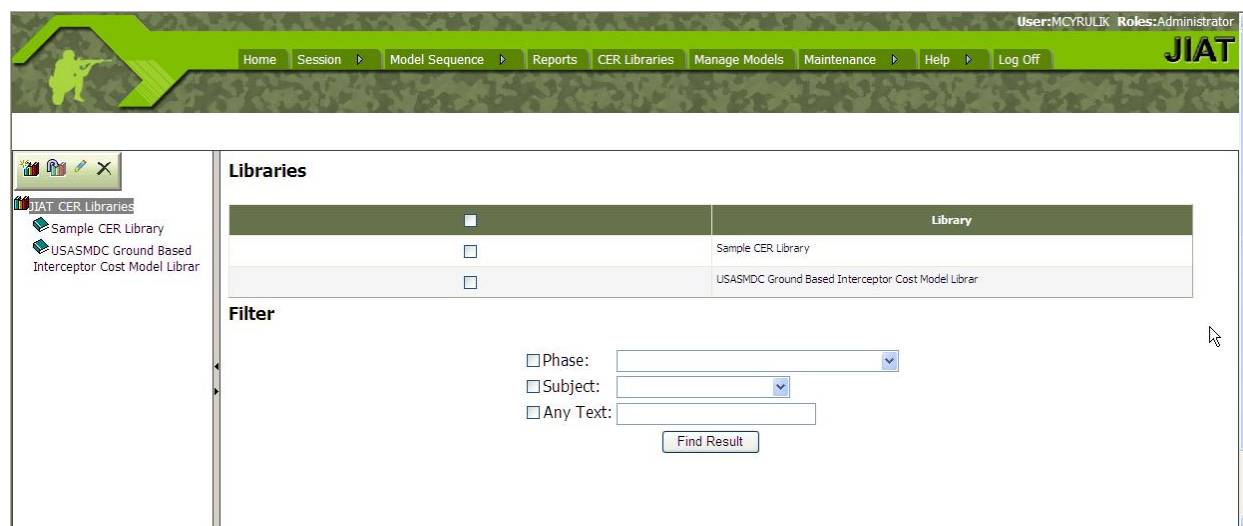 User:MCYRULIK Roles:Administrator
JIAT
Home Session Model Sequence Reports CER Libraries Manage Models Maintenance Help Log Off
JIAT CER Libraries
Sample CER Library
USASMDC Ground Based
Interceptor Cost Model Librar
Libraries
Library
Sample CER Library
USASMDC Ground Based Interceptor Cost Model Librar
Filter
Phase:
Subject:
Any Text:
Find Result